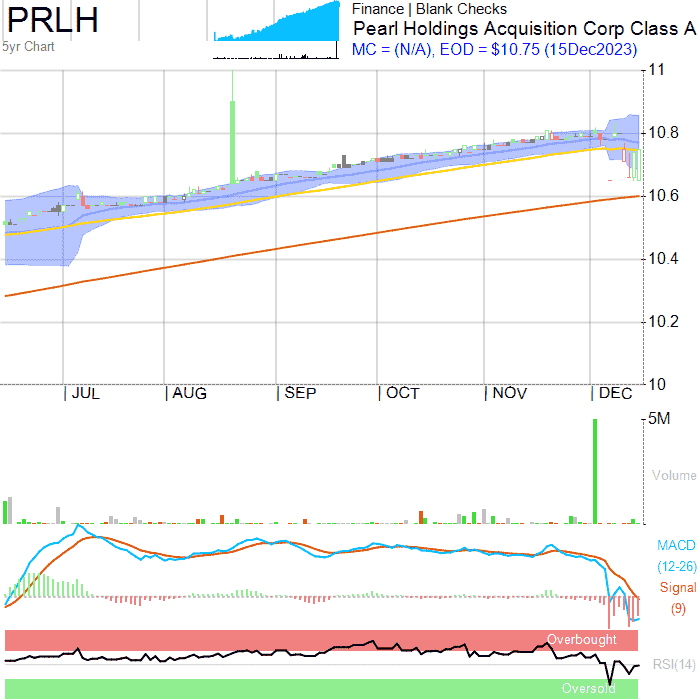 PRLH
5yr Chart
Finance | Blank Checks
Pearl Holdings Acquisition Corp Class A
MC = (N/A), EOD = $10.75 (15Dec2023)
11
10.8
10.6
10.4
10.2
10
| JUL | AUG | SEP | OCT | NOV | DEC
5M
Volume
MACD
(12-26)
Signal
(9)
Overbought
RSI(14)
Oversold